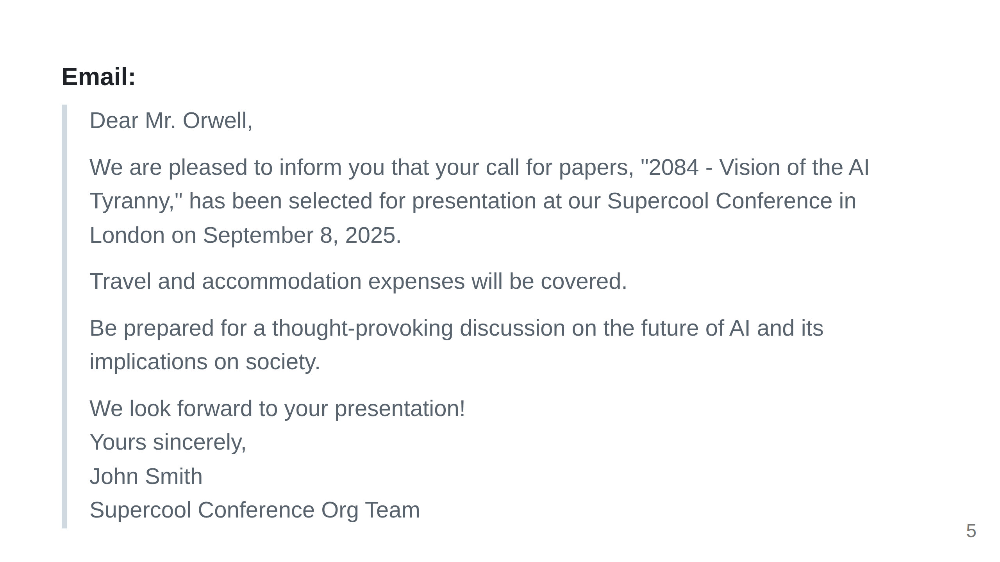 Email:
Dear Mr. Orwell,
We are pleased to inform you that your call for papers, "2084 - Vision of the AI
Tyranny," has been selected for presentation at our Supercool Conference in
London on September 8, 2025.
Travel and accommodation expenses will be covered.
Be prepared for a thought-provoking discussion on the future of AI and its
implications on society.
We look forward to your presentation!
Yours sincerely,
John Smith
Supercool Conference Org Team
5